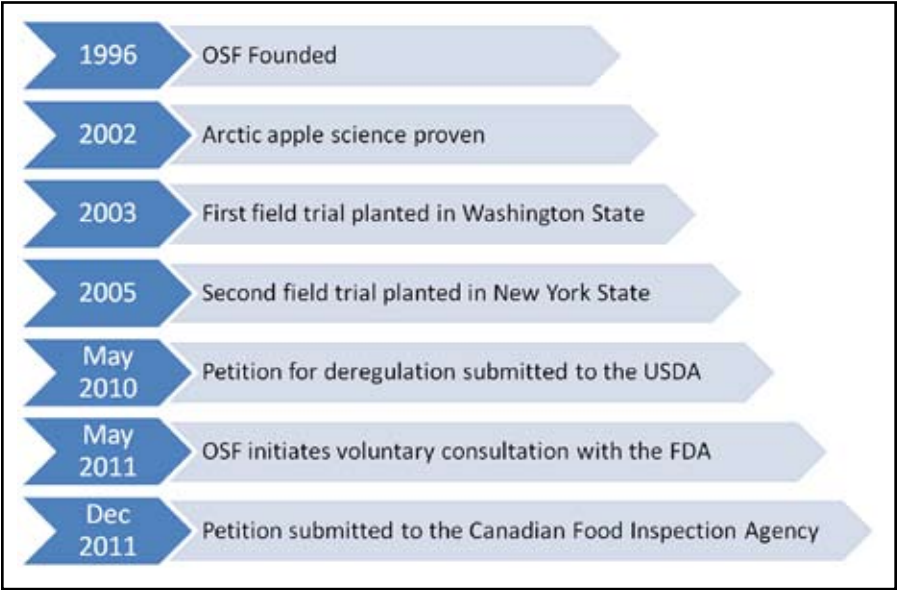 1996
OSF Founded
2002
Arctic apple science proven
2003
First field trial planted in Washington State
2005
Second field trial planted in New York State
May
2010
Petition for deregulation submitted to the USDA
May
2011
OSF initiates voluntary consultation with the FDA
Dec
2011
Petition submitted to the Canadian Food Inspection Agency